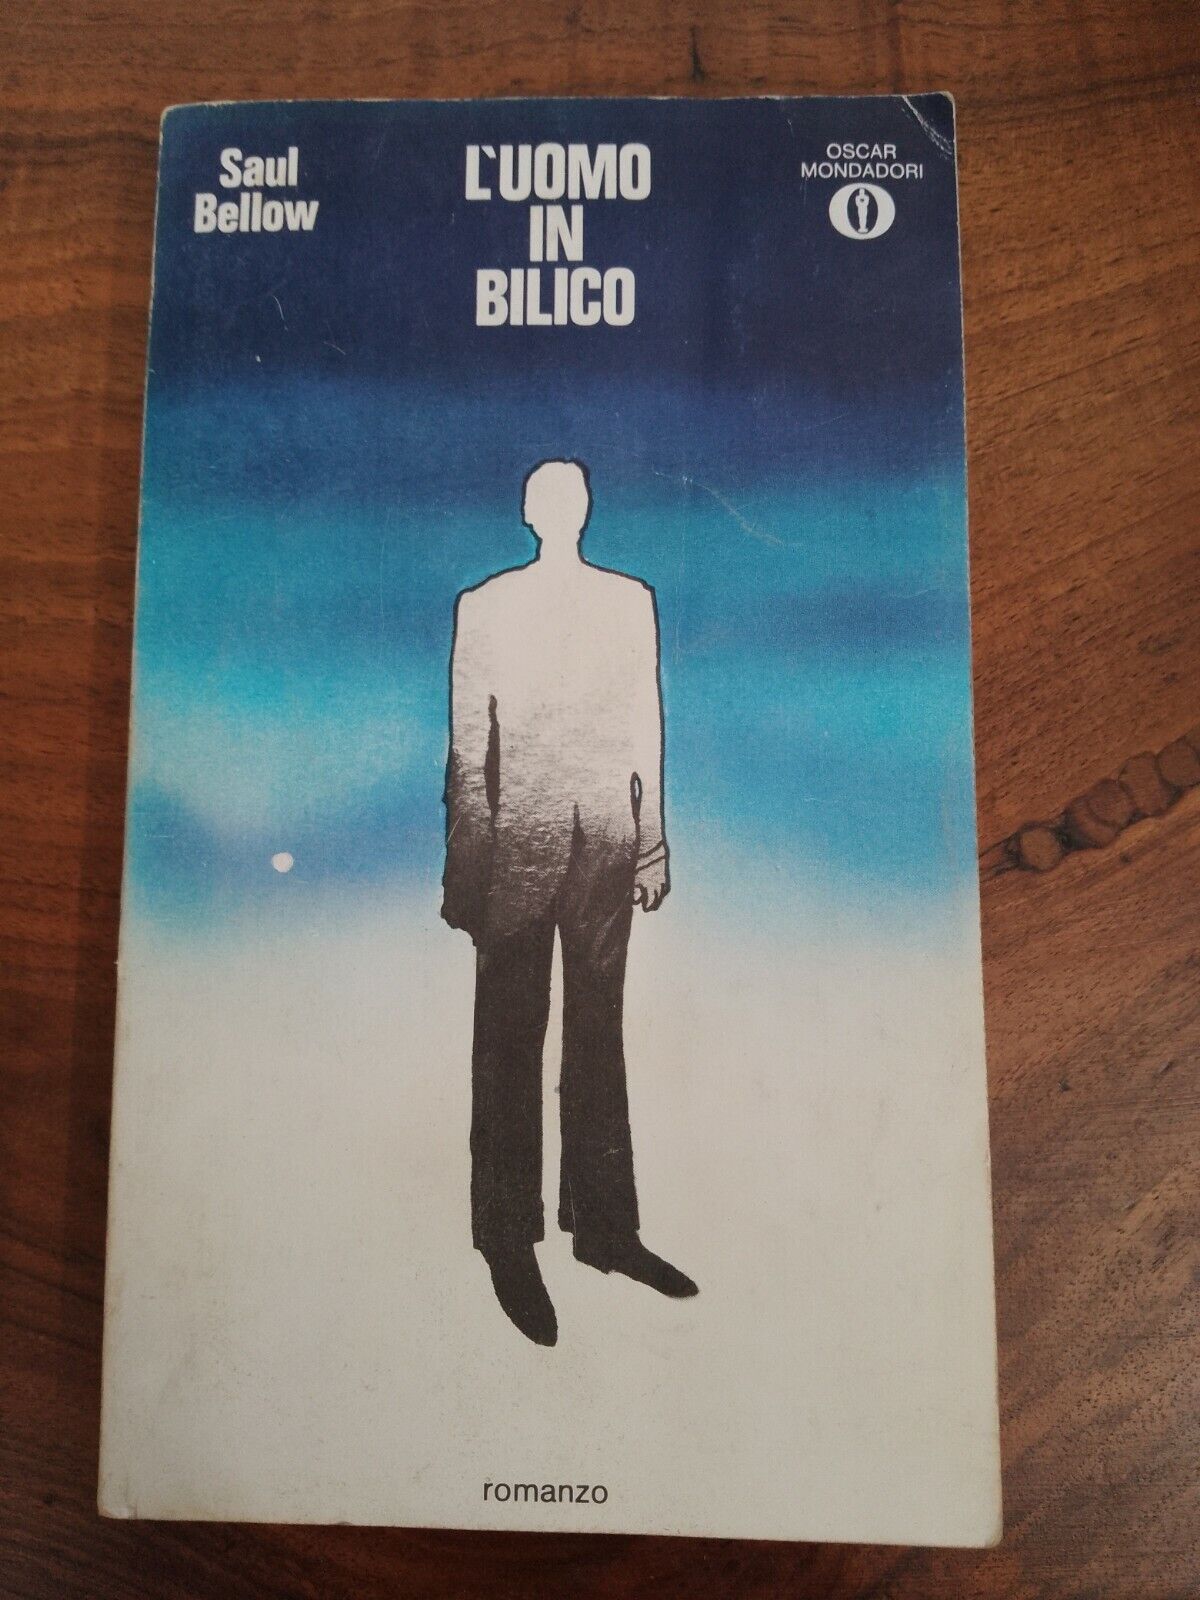 Saul
Bellow
L'UOMO
IN
BILICO
OSCAR
MONDADORI
romanzo